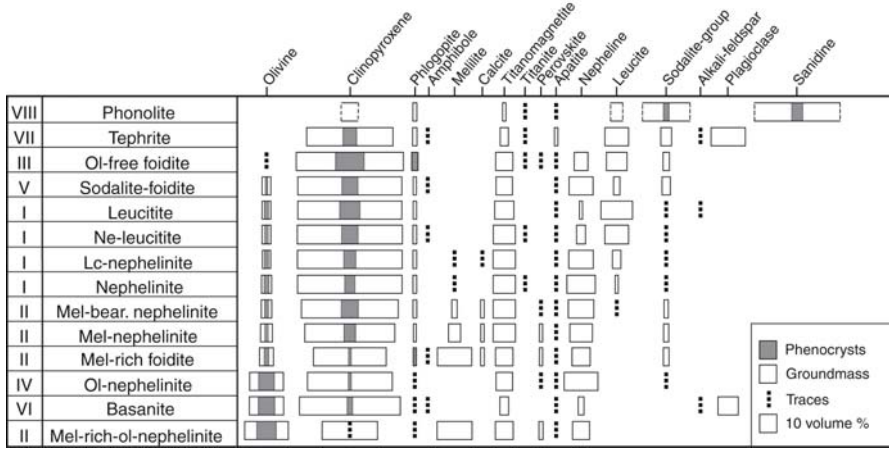 Olivine
Clinopyroxene
Phlogopite
Amphibole
Melilite
Calcite
Titanomagnetite
Titanite
Perovskite
Apatite
Nepheline
Leucite
Sodalite-group
Alkali-feldspar
Plagioclase
Sanidine
VIII Phonolite
VII Tephrite
III Ol-free foidite
V Sodalite-foidite
I Leucitite
I Ne-leucitite
I Lc-nephelinite
I Nephelinite
II Mel-bear. nephelinite
II Mel-nephelinite
II Mel-rich foidite
IV Ol-nephelinite
VI Basanite
II Mel-rich-ol-nephelinite
Phenocrysts
Groundmass
Traces
10 volume %